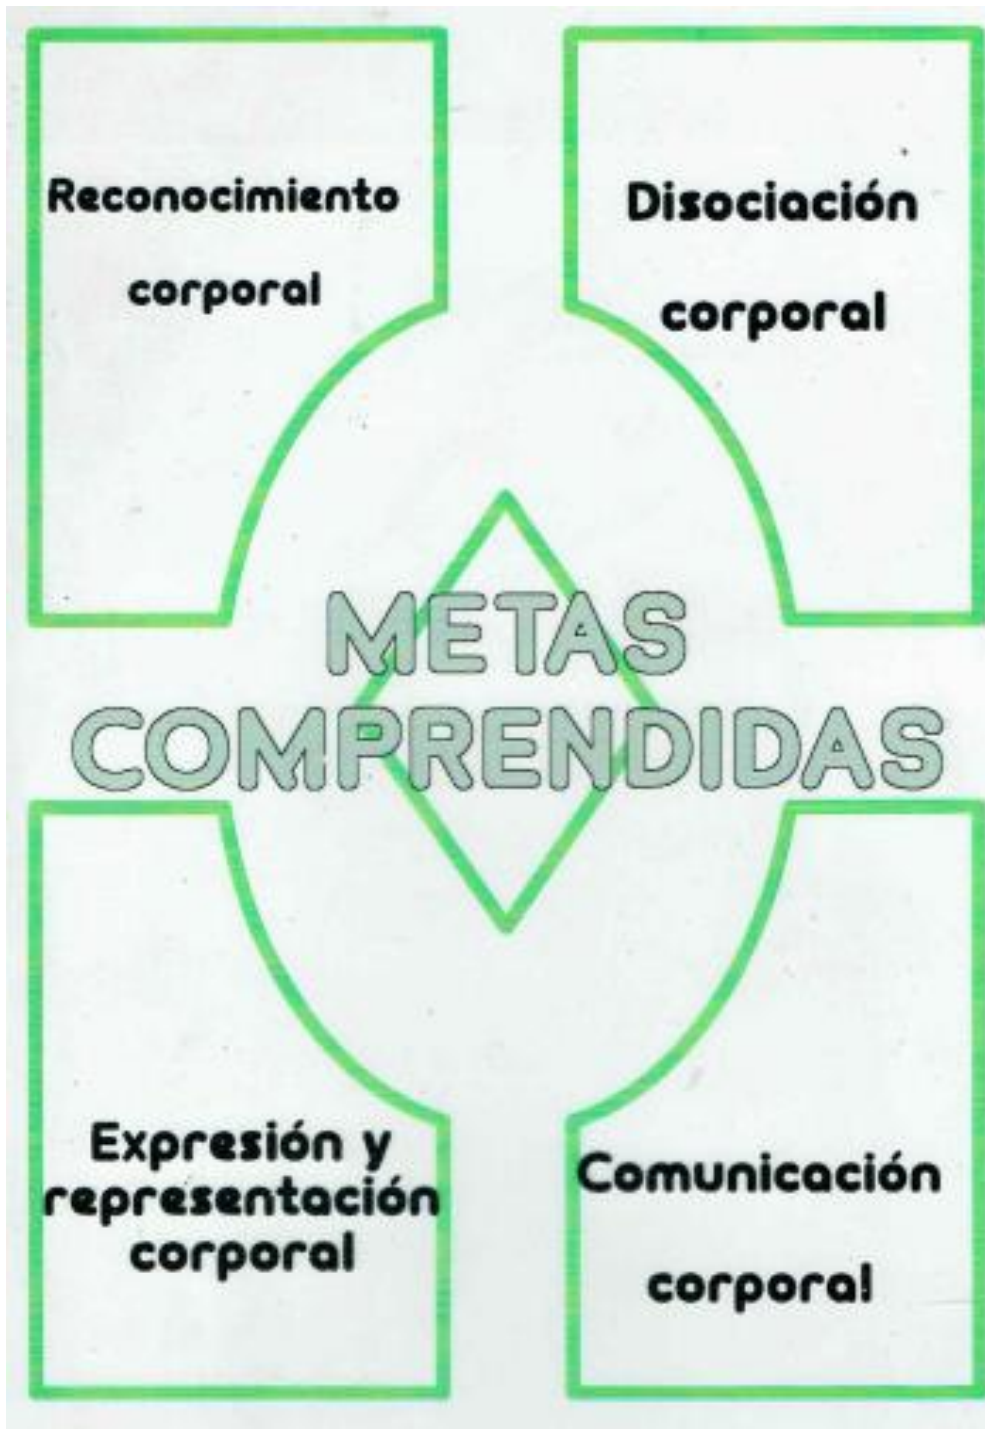 Reconocimiento
corporal
Disociación
corporal
METAS
COMPRENDIDAS
Expresión y
representación
corporal
Comunicación
corporal